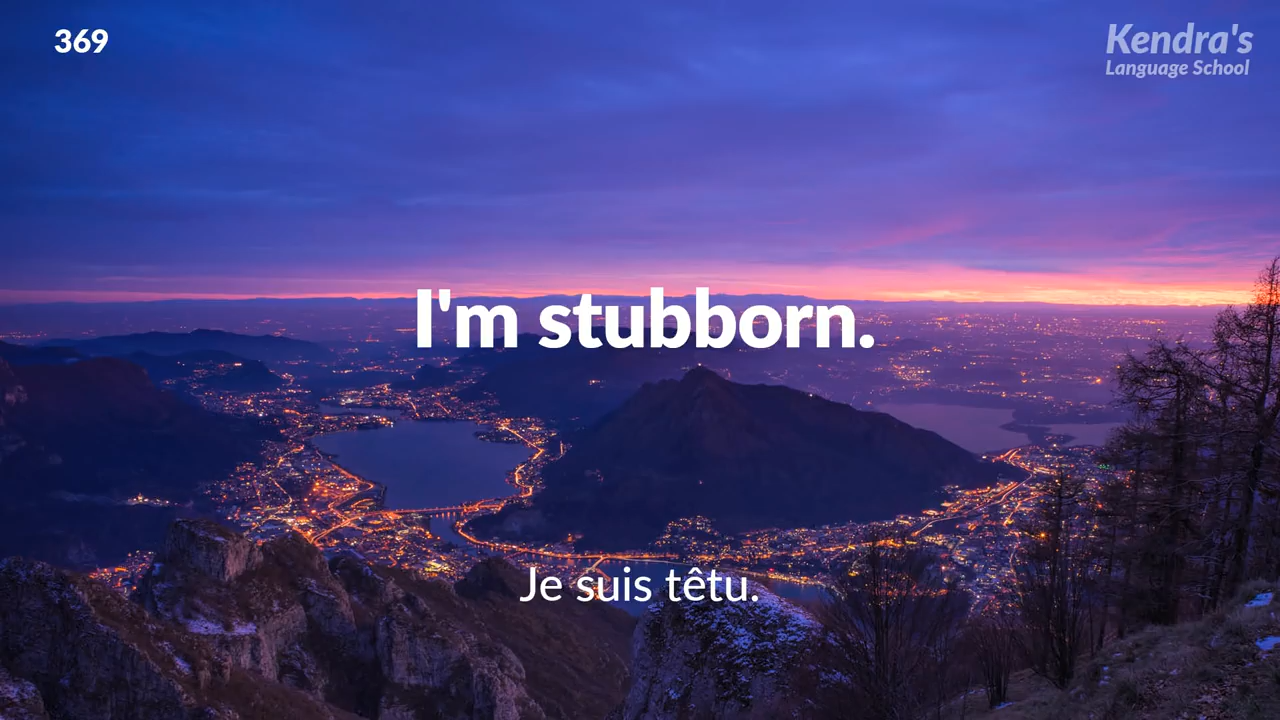 369
Kendra's
Language School
I'm stubborn.
Je suis têtu.